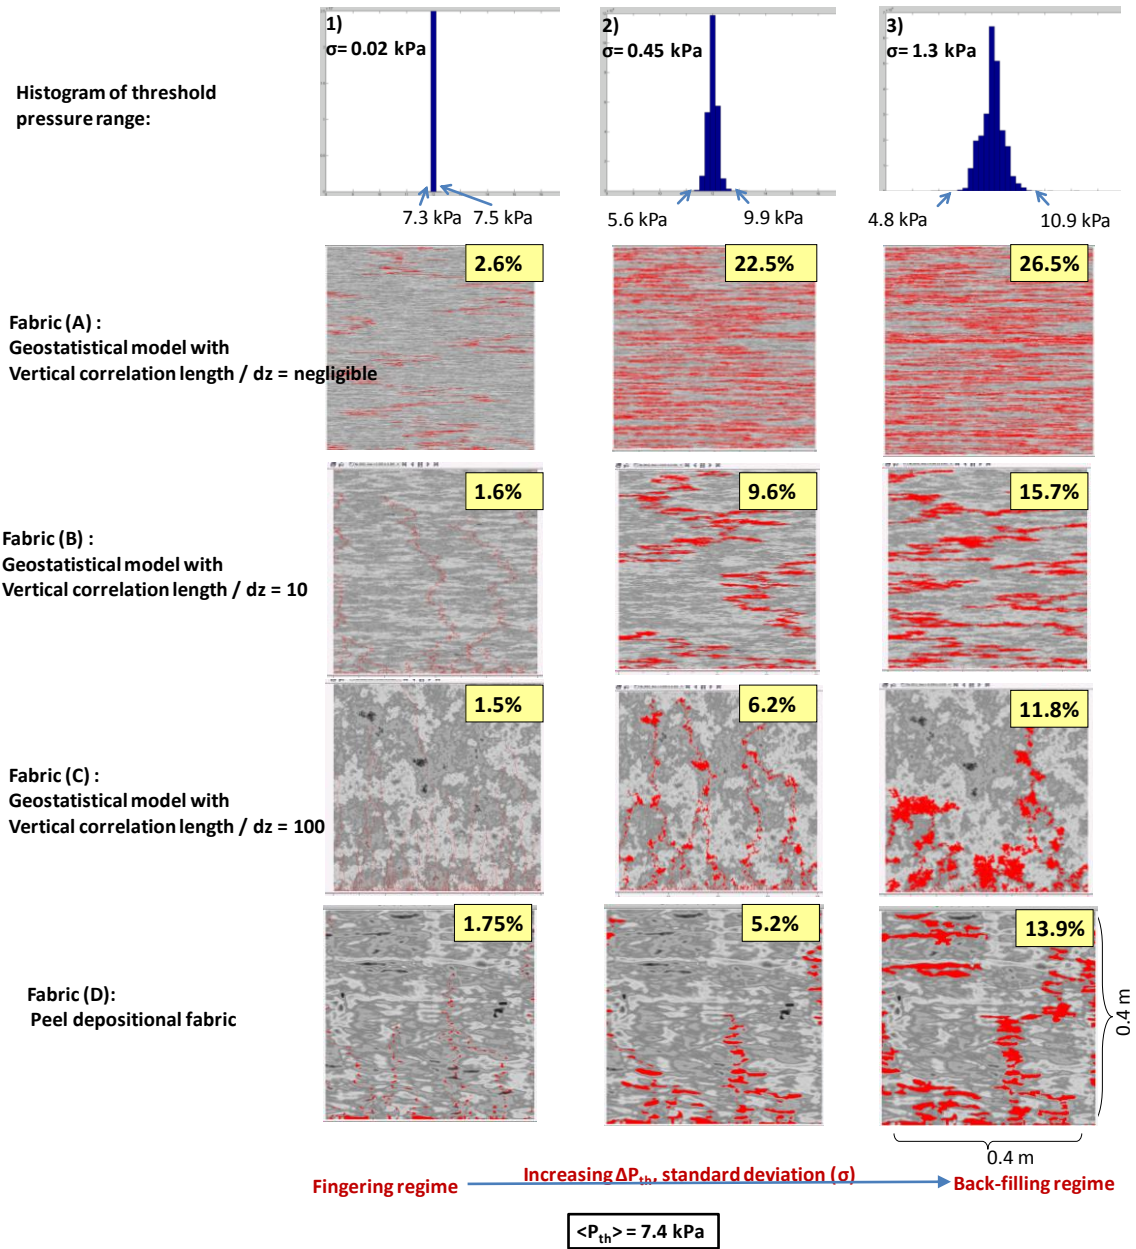 1)
σ= 0.02 kPa
2)
σ= 0.45 kPa
3)
σ= 1.3 kPa
Histogram of threshold
pressure range:
7.3 kPa
7.5 kPa
5.6 kPa
9.9 kPa
4.8 kPa
10.9 kPa
2.6%
22.5%
26.5%
Fabric (A) :
Geostatistical model with
Vertical correlation length / dz = negligible
1.6%
9.6%
15.7%
Fabric (B) :
Geostatistical model with
Vertical correlation length / dz = 10
1.5%
6.2%
11.8%
Fabric (C) :
Geostatistical model with
Vertical correlation length / dz = 100
1.75%
5.2%
13.9%
Fabric (D):
Peel depositional fabric
0.4 m
0.4 m
Fingering regime
Increasing ΔPth, standard deviation (σ)
Back-filling regime
<Pth> = 7.4 kPa